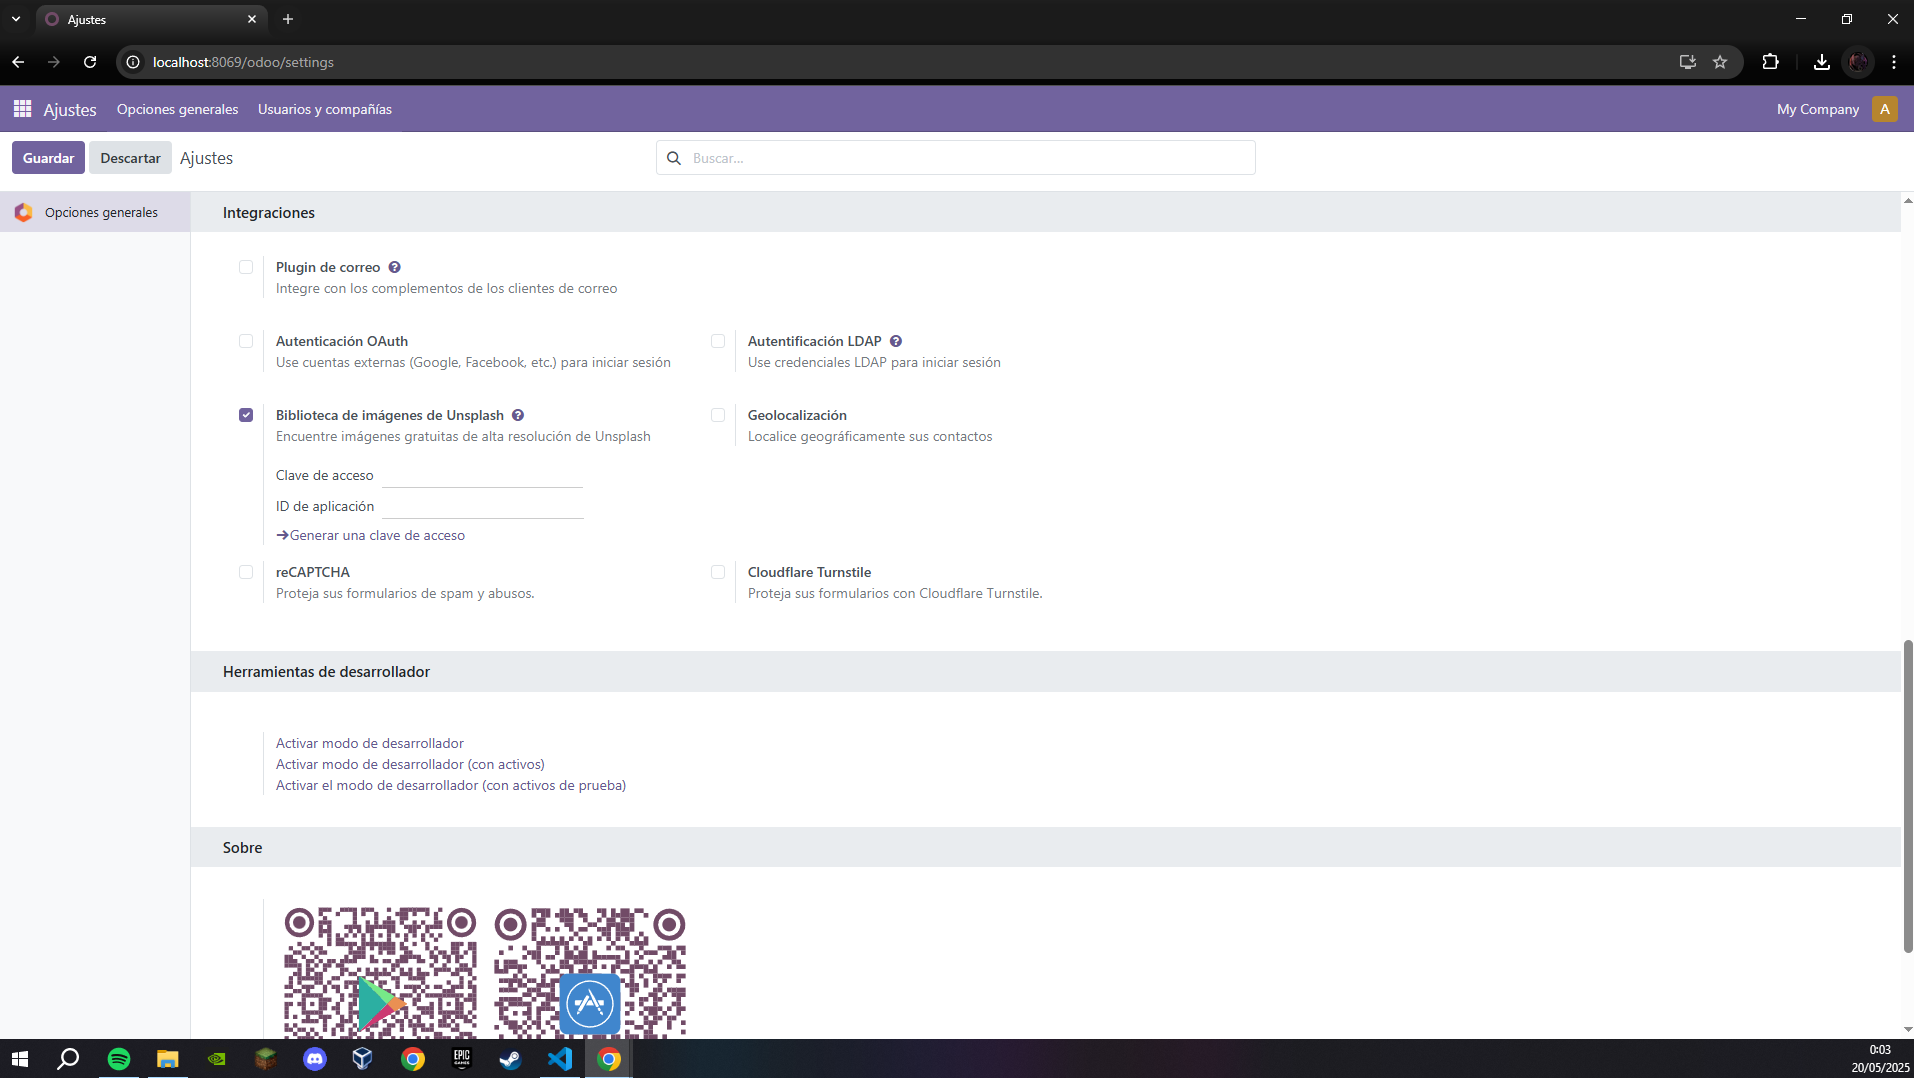 Ajustes
localhost:8069/odoo/settings
Ajustes
Opciones generales
Usuarios y compañías
My Company
A
Guardar
Descartar
Ajustes
Buscar...
Opciones generales
Integraciones
Plugin de correo
Integre con los complementos de los clientes de correo
Autenticación OAuth
Use cuentas externas (Google, Facebook, etc.) para iniciar sesión
Autentificación LDAP
Use credenciales LDAP para iniciar sesión
Biblioteca de imágenes de Unsplash
Encuentre imágenes gratuitas de alta resolución de Unsplash
Geolocalización
Localice geográficamente sus contactos
Clave de acceso
ID de aplicación
Generar una clave de acceso
reCAPTCHA
Proteja sus formularios de spam y abusos.
Cloudflare Turnstile
Proteja sus formularios con Cloudflare Turnstile.
Herramientas de desarrollador
Activar modo de desarrollador
Activar modo de desarrollador (con activos)
Activar el modo de desarrollador (con activos de prueba)
Sobre
EPIC
GAMES
0:03
20/05/2025